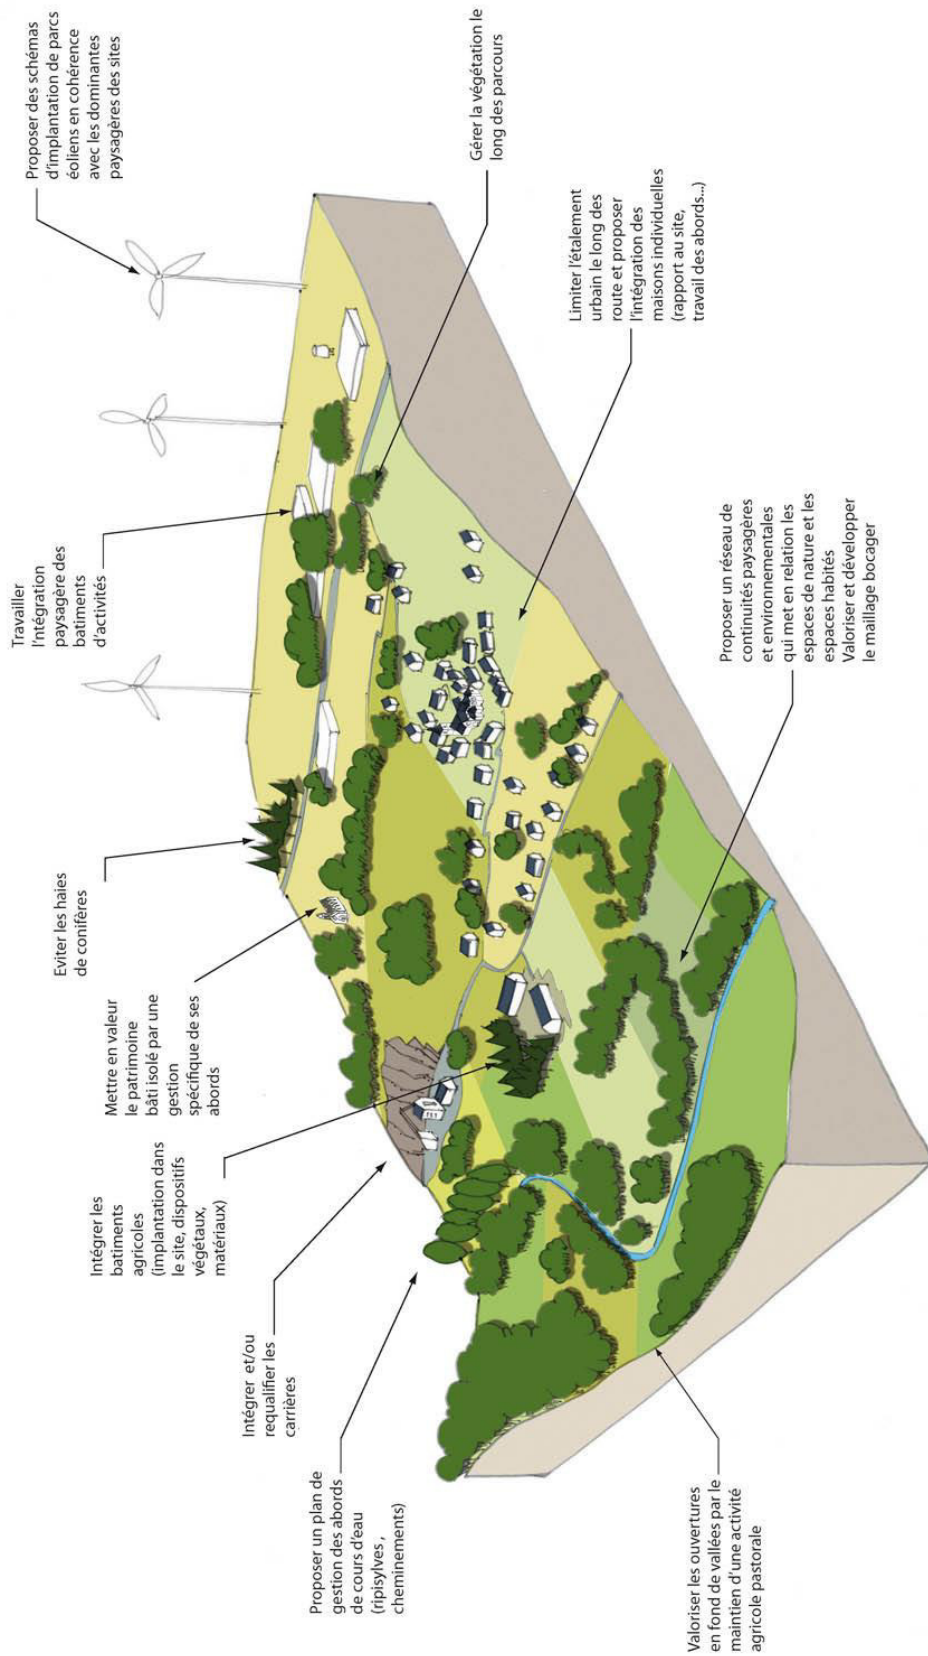 Proposer un plan de
gestion des abords
de cours d'eau
(ripisylves ,
cheminements)
Intégrer et/ou
requalifier les
carrières
Intégrer les
batiments
agricoles
(implantation dans
le site, dispositifs
végétaux,
matériaux)
Mettre en valeur
le patrimoine
bâti isolé par une
gestion
spécifique de ses
abords
Eviter les haies
de conifères
Travailler
l'intégration
paysagère des
batiments
d'activités
Proposer des schémas
d'implantation de parcs
éoliens en cohérence
avec les dominantes
paysagères des sites
Valoriser les ouvertures
en fond de vallées par le
maintien d'une activité
agricole pastorale
Proposer un réseau de
continuités paysagères
et environnementales
qui met en relation les
espaces de nature et les
espaces habités
Valoriser et développer
le maillage bocager
Limiter l'étalement
urbain le long des
route et proposer
l'intégration des
maisons individuelles
(rapport au site,
travail des abords...)
Gérer la végétation le
long des parcours